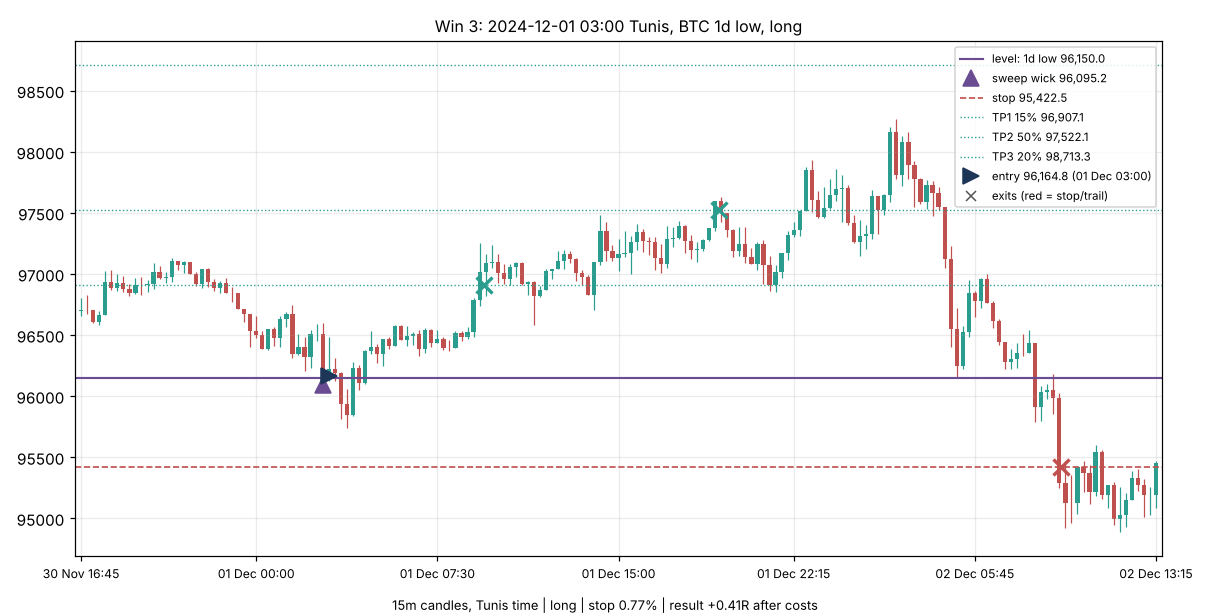 Win 3: 2024-12-01 03:00 Tunis, BTC 1d low, long
level: 1d low 96,150.0
sweep wick 96,095.2
stop 95,422.5
TP1 15% 96,907.1
TP2 50% 97,522.1
TP3 20% 98,713.3
entry 96,164.8 (01 Dec 03:00)
exits (red = stop/trail)
98500
98000
97500
97000
96500
96000
95500
95000
30 Nov 16:45
01 Dec 00:00
01 Dec 07:30
01 Dec 15:00
01 Dec 22:15
02 Dec 05:45
02 Dec 13:15
15m candles, Tunis time | long | stop 0.77% | result +0.41R after costs